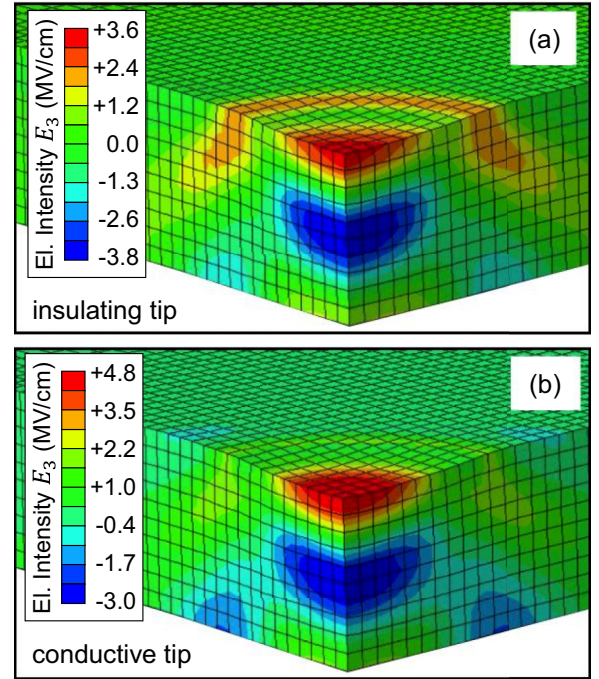 El. Intensity E₃ (MV/cm)
+3.6
+2.4
+1.2
0.0
-1.3
-2.6
-3.8
(a)
insulating tip
El. Intensity E₃ (MV/cm)
+4.8
+3.5
+2.2
+1.0
-0.4
-1.7
-3.0
(b)
conductive tip